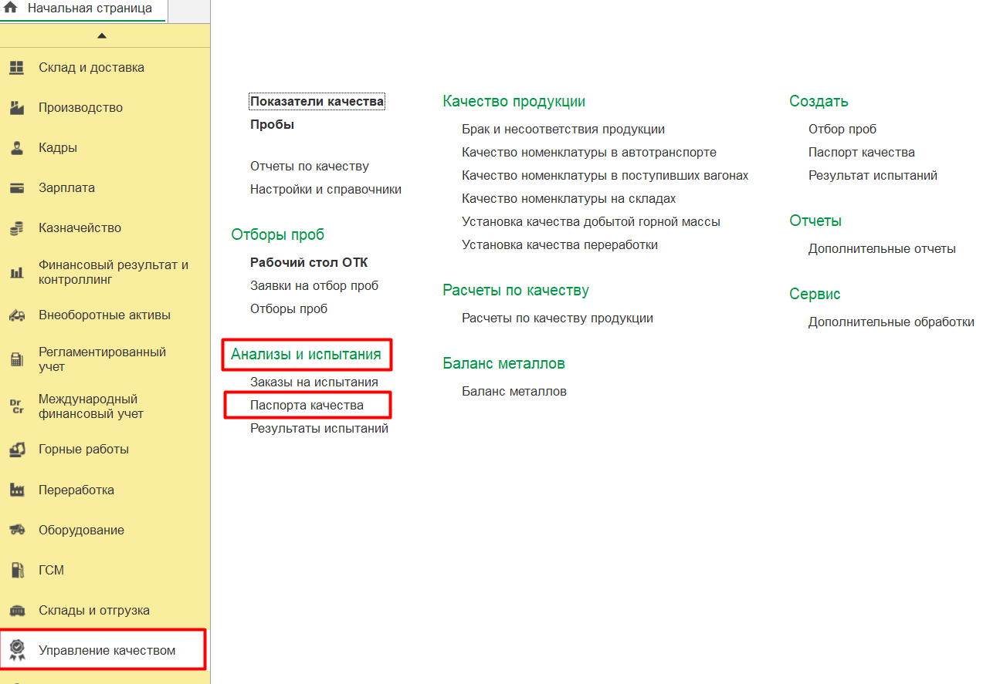 Начальная страница
Склад и доставка
Производство
Кадры
Зарплата
Казначейство
Финансовый результат и
контроллинг
Внеоборотные активы
Регламентированный
учет
Dr
Cr
Международный
финансовый учет
Горные работы
Переработка
Оборудование
ГСМ
Склады и отгрузка
Управление качеством
Показатели качества
Пробы
Отчеты по качеству
Настройки и справочники
Отборы проб
Рабочий стол ОТК
Заявки на отбор проб
Отборы проб
Анализы и испытания
Заказы на испытания
Паспорта качества
Результаты испытаний
Качество продукции
Брак и несоответствия продукции
Качество номенклатуры в автотранспорте
Качество номенклатуры в поступивших вагонах
Качество номенклатуры на складах
Установка качества добытой горной массы
Установка качества переработки
Расчеты по качеству
Расчеты по качеству продукции
Баланс металлов
Баланс металлов
Создать
Отбор проб
Паспорт качества
Результат испытаний
Отчеты
Дополнительные отчеты
Сервис
Дополнительные обработки